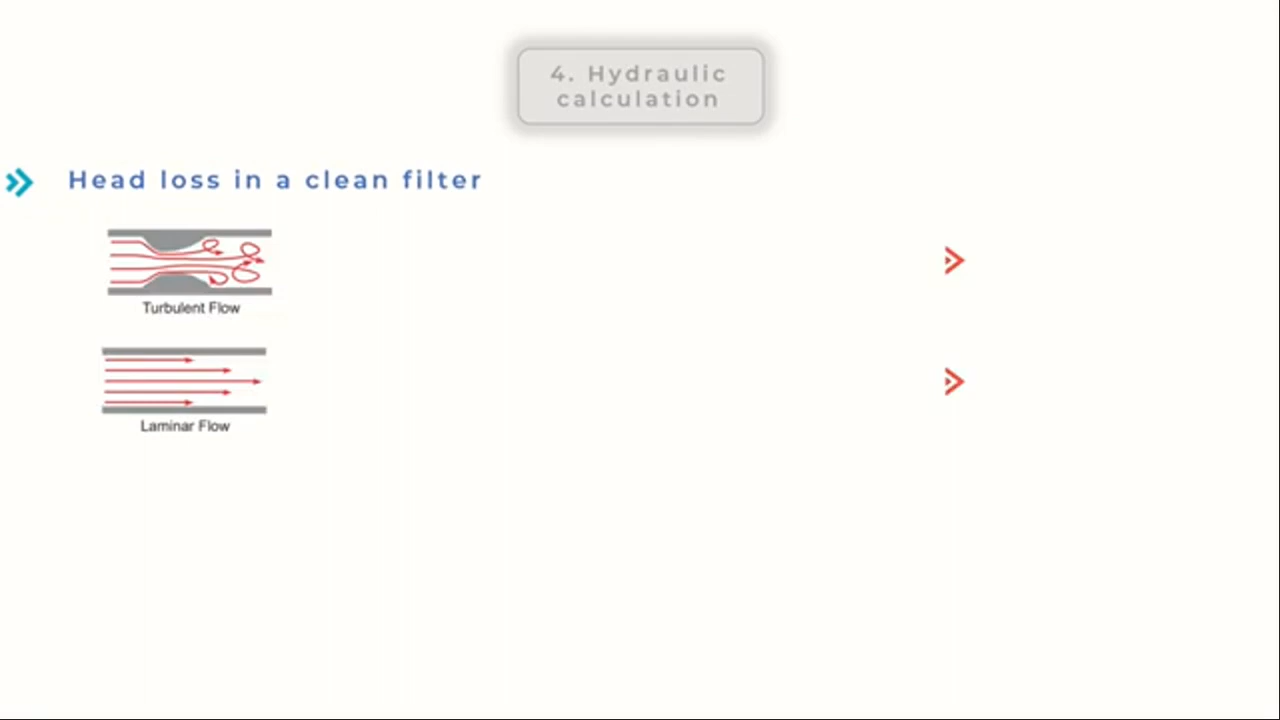 4. Hydraulic
calculation
Head loss in a clean filter
Turbulent Flow
Laminar Flow